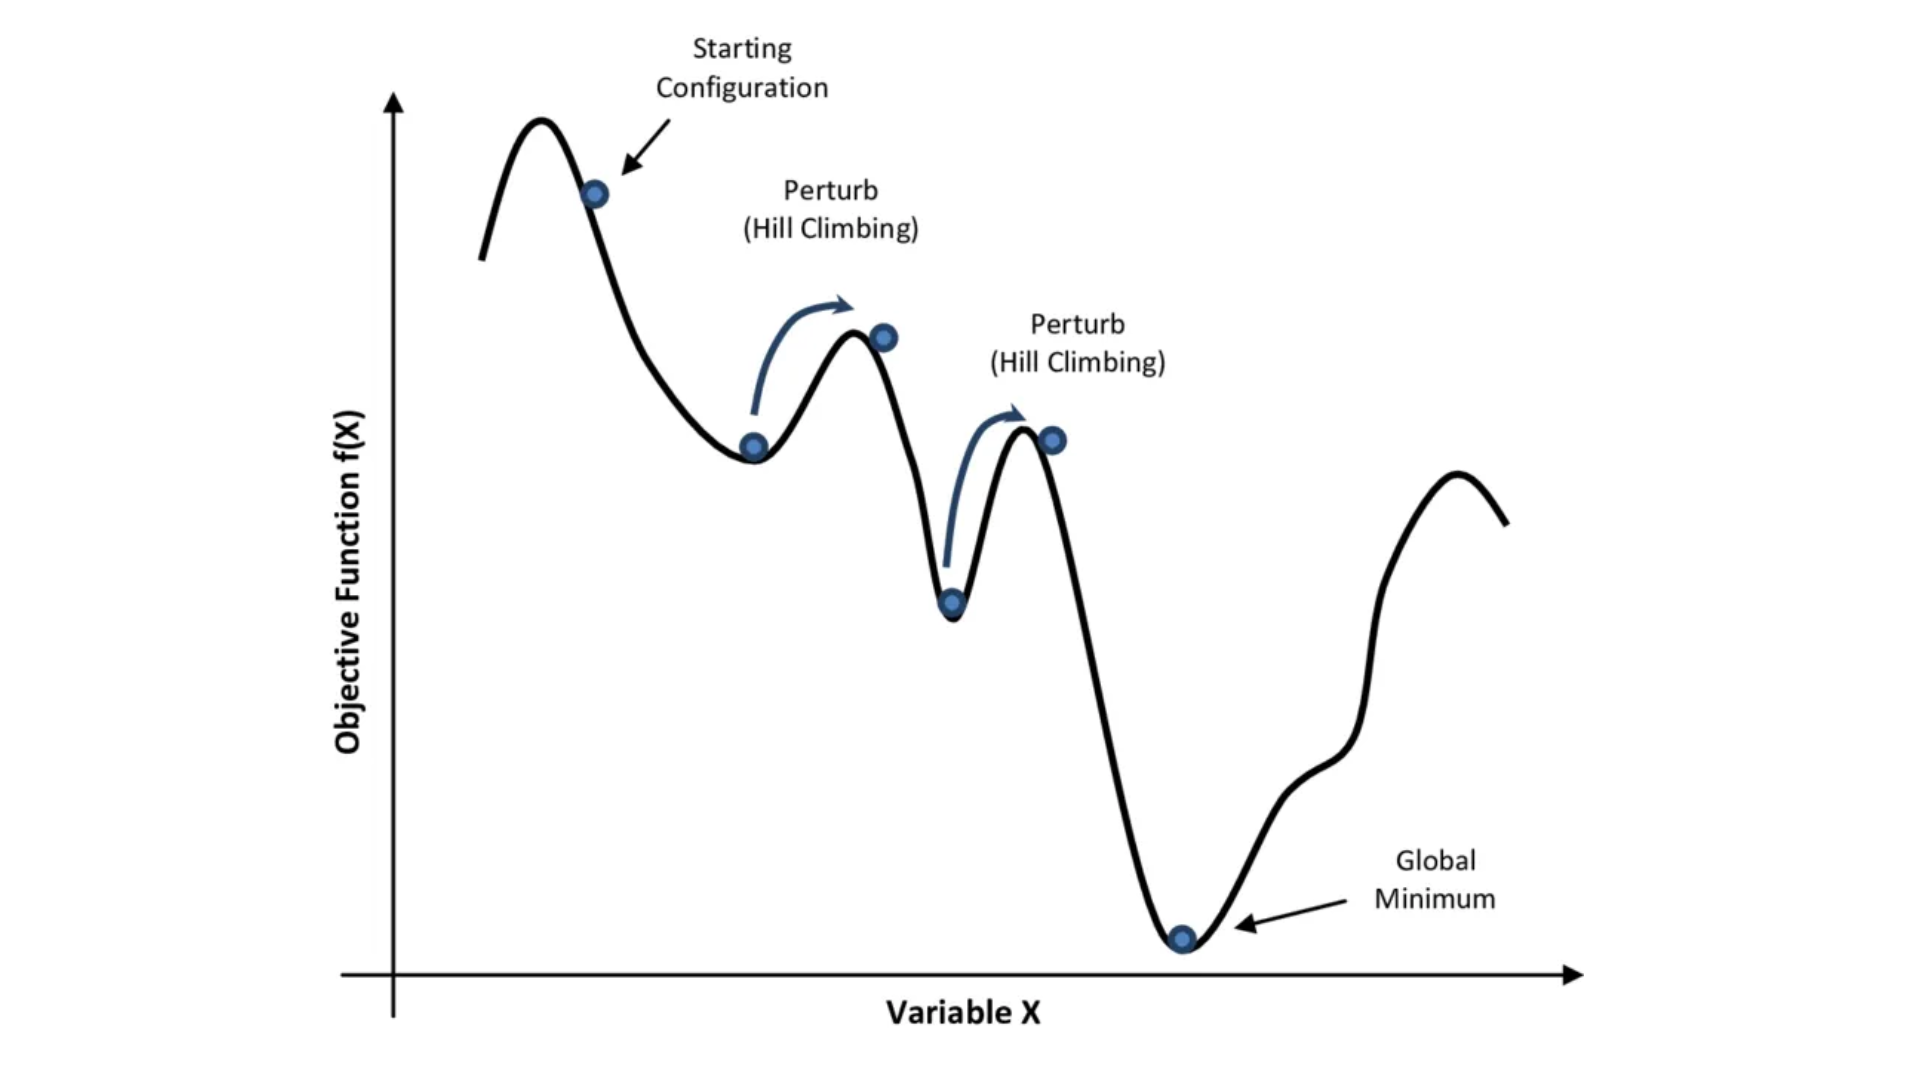 Starting
Configuration
Perturb
(Hill Climbing)
Perturb
(Hill Climbing)
Objective Function f(X)
Global
Minimum
Variable X